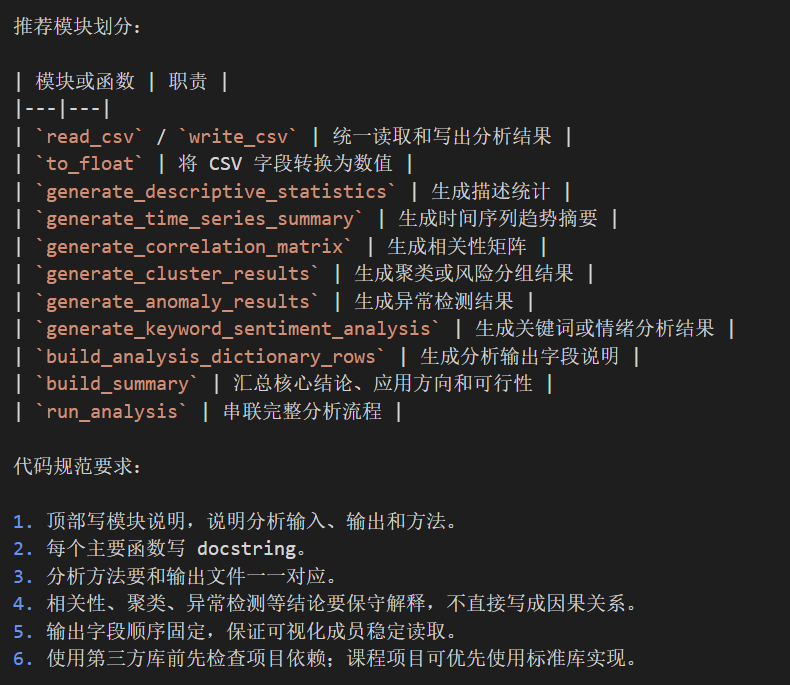 推荐模块划分：
| 模块或函数 | 职责 |
|---|---|
| `read_csv` / `write_csv` | 统一读取和写出分析结果 |
| `to_float` | 将 CSV 字段转换为数值 |
| `generate_descriptive_statistics` | 生成描述统计 |
| `generate_time_series_summary` | 生成时间序列趋势摘要 |
| `generate_correlation_matrix` | 生成相关性矩阵 |
| `generate_cluster_results` | 生成聚类或风险分组结果 |
| `generate_anomaly_results` | 生成异常检测结果 |
| `generate_keyword_sentiment_analysis` | 生成关键词或情绪分析结果 |
| `build_analysis_dictionary_rows` | 生成分析输出字段说明 |
| `build_summary` | 汇总核心结论、应用方向和可行性 |
| `run_analysis` | 串联完整分析流程 |
代码规范要求：
1. 顶部写模块说明，说明分析输入、输出和方法。
2. 每个主要函数写 docstring。
3. 分析方法要和输出文件一一对应。
4. 相关性、聚类、异常检测等结论要保守解释，不直接写成因果关系。
5. 输出字段顺序固定，保证可视化成员稳定读取。
6. 使用第三方库前先检查项目依赖；课程项目可优先使用标准库实现。